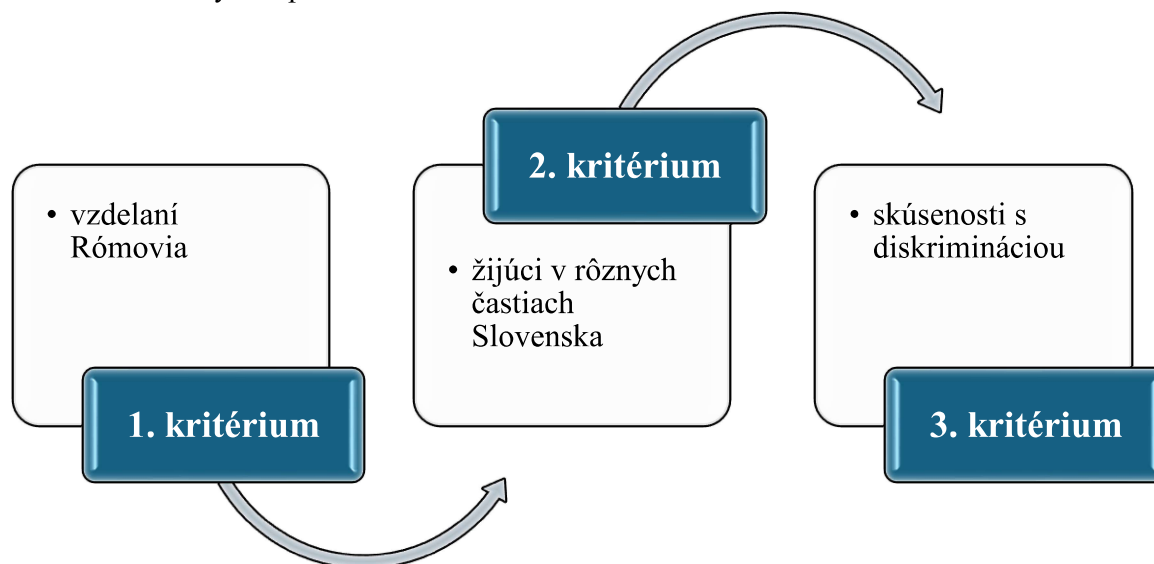 • vzdelaní
Rómovia
1. kritérium
2. kritérium
• žijúci v rôznych
častiach
Slovenska
• skúsenosti s
diskrimináciou
3. kritérium